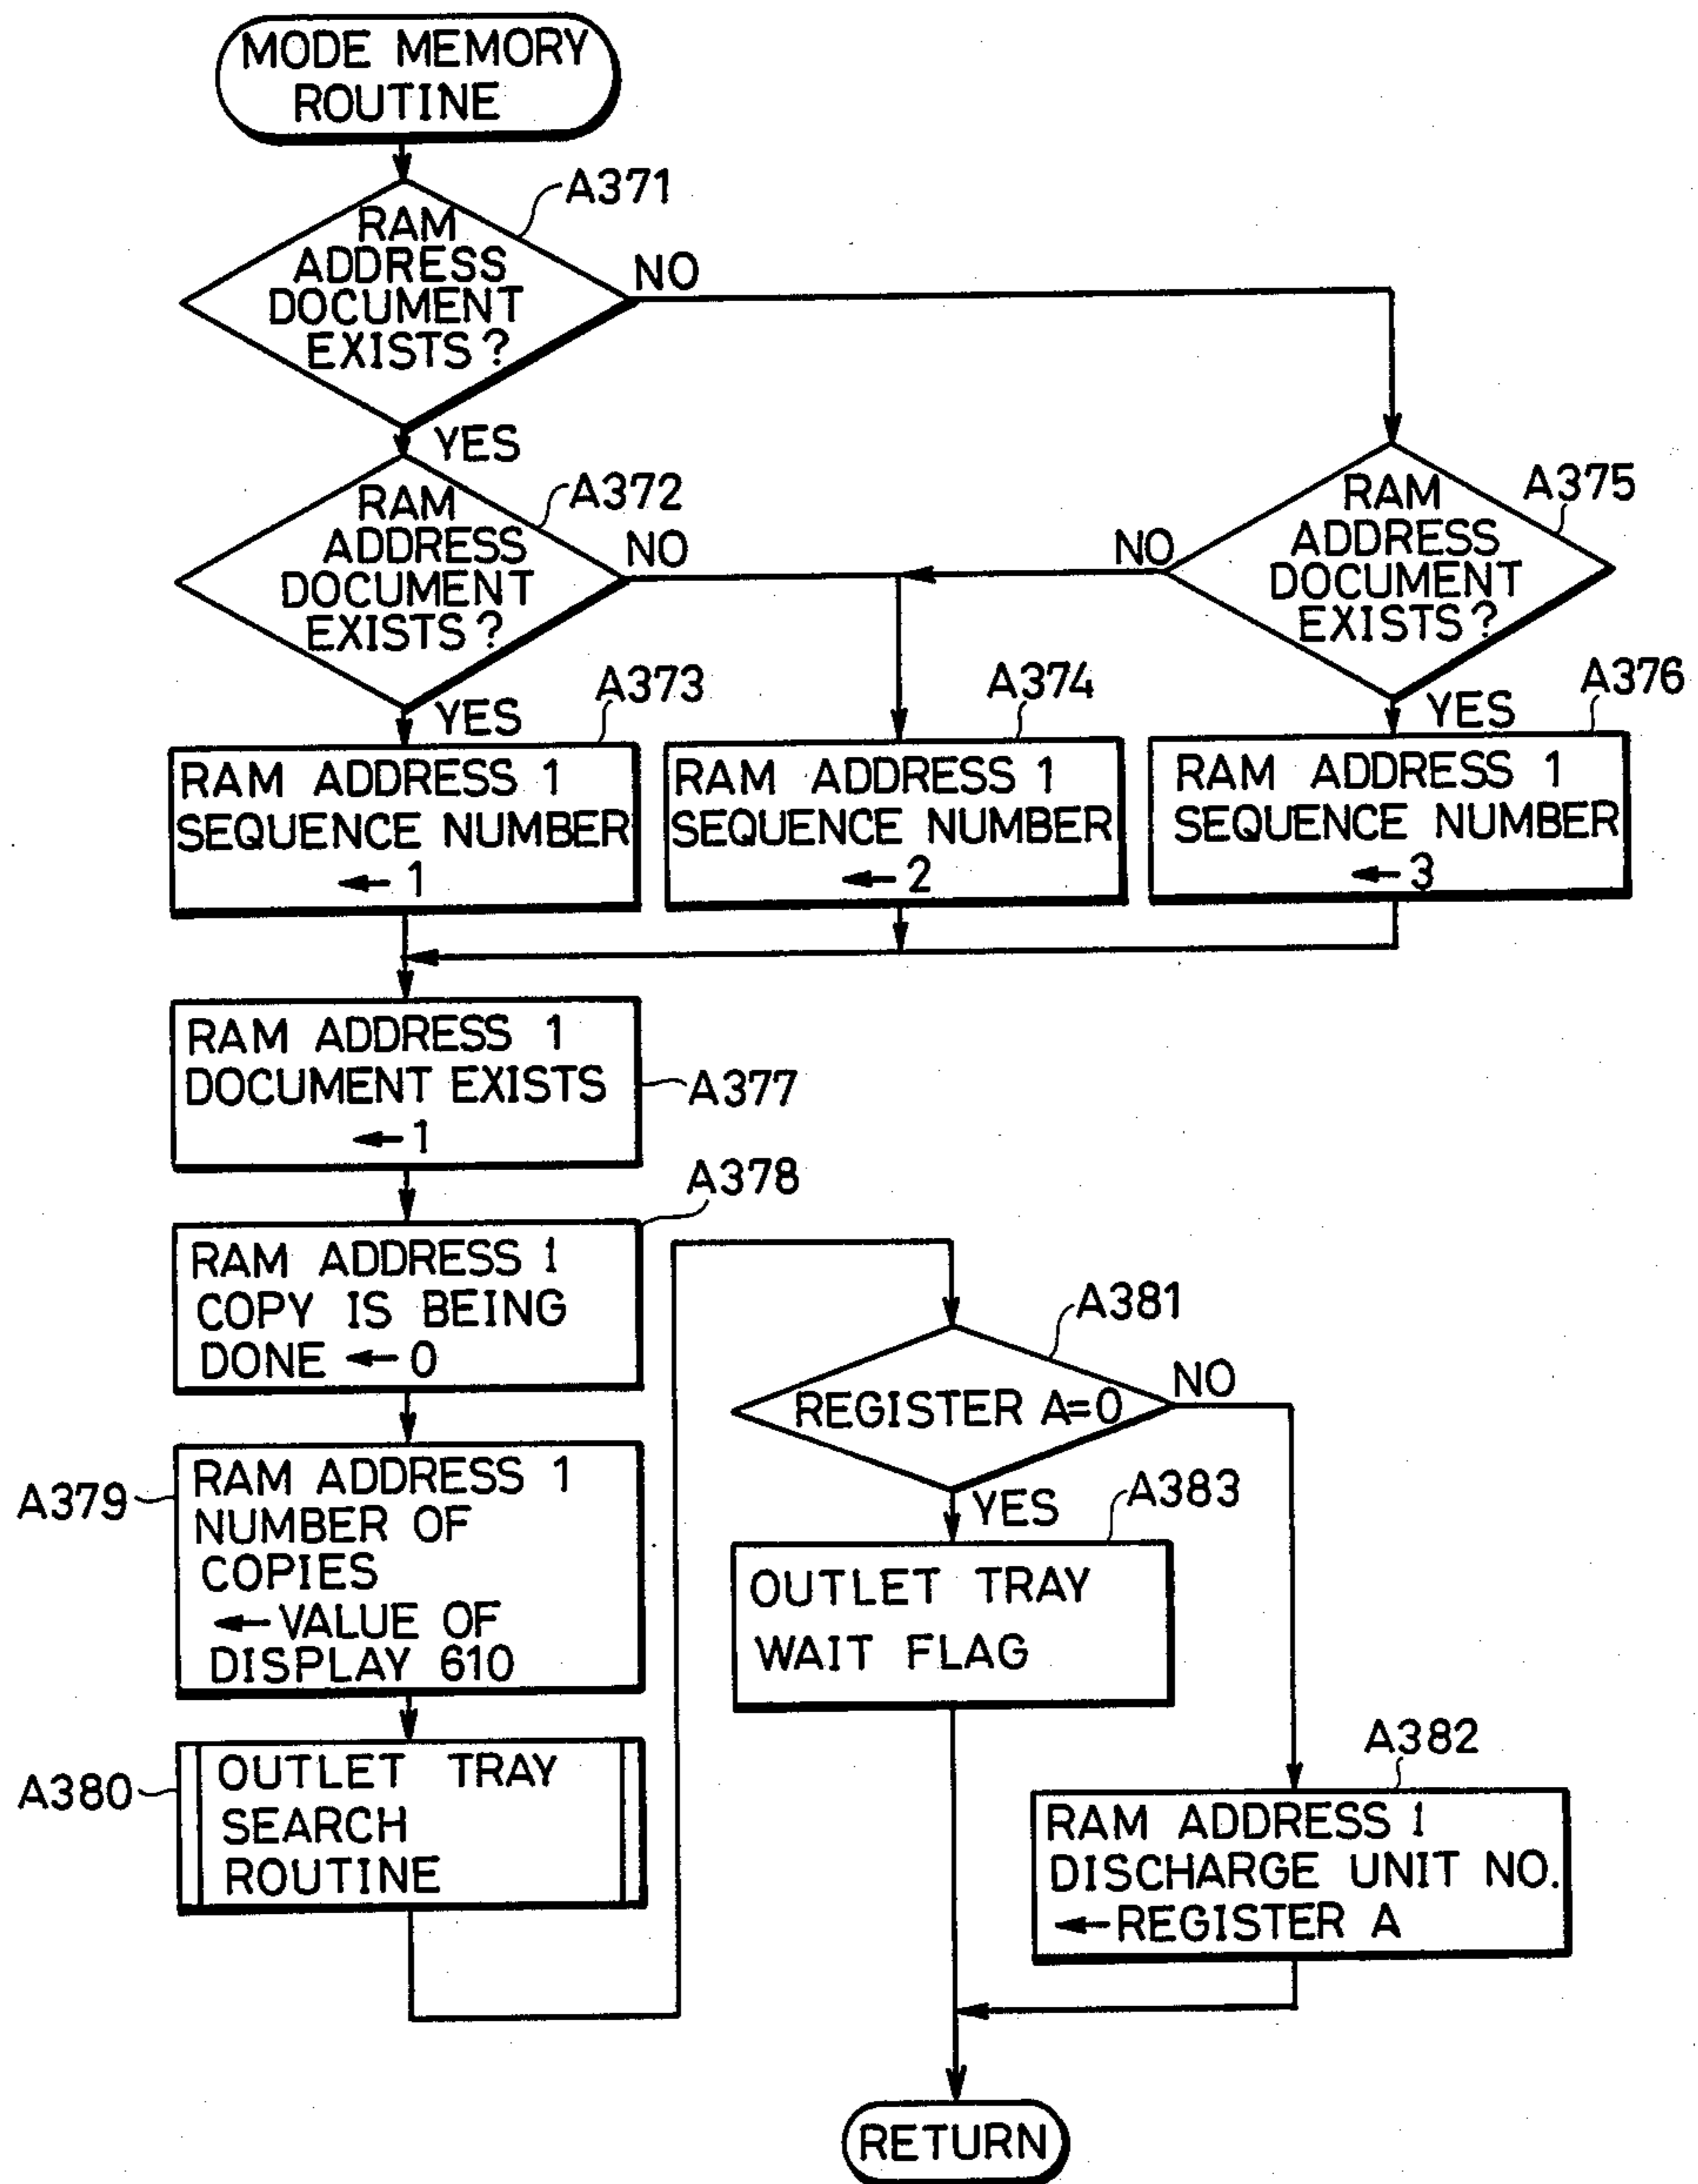 MODE MEMORY
ROUTINE
A371
RAM
ADDRESS
DOCUMENT
EXISTS?
NO
YES
A372
RAM
ADDRESS
DOCUMENT
EXISTS?
NO
YES
A375
RAM
ADDRESS
DOCUMENT
EXISTS?
NO
YES
A373
RAM ADDRESS 1
SEQUENCE NUMBER
←1
A374
RAM ADDRESS 1
SEQUENCE NUMBER
←2
A376
RAM ADDRESS 1
SEQUENCE NUMBER
←3
RAM ADDRESS 1
DOCUMENT EXISTS
←1
A377
A378
RAM ADDRESS 1
COPY IS BEING
DONE ←0
A379
RAM ADDRESS 1
NUMBER OF
COPIES
←VALUE OF
DISPLAY 610
A380
OUTLET TRAY
SEARCH
ROUTINE
A381
REGISTER A=0
NO
YES
A383
OUTLET TRAY
WAIT FLAG
A382
RAM ADDRESS 1
DISCHARGE UNIT NO.
←REGISTER A
RETURN